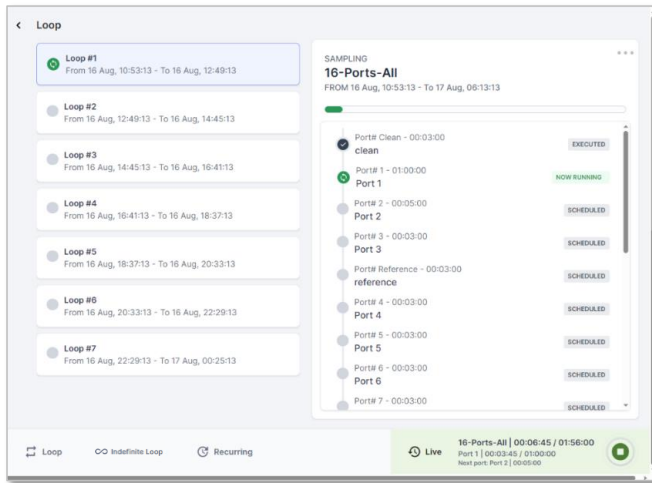 Loop
Loop #1
From 16 Aug, 10:53:13 - To 16 Aug, 12:49:13
Loop #2
From 16 Aug, 12:49:13 - To 16 Aug, 14:45:13
Loop #3
From 16 Aug, 14:45:13 - To 16 Aug, 16:41:13
Loop #4
From 16 Aug, 16:41:13 - To 16 Aug, 18:37:13
Loop #5
From 16 Aug, 18:37:13 - To 16 Aug, 20:33:13
Loop #6
From 16 Aug, 20:33:13 - To 16 Aug, 22:29:13
Loop #7
From 16 Aug, 22:29:13 - To 17 Aug, 00:25:13
SAMPLING
16-Ports-All
FROM 16 Aug, 10:53:13 - To 17 Aug, 06:13:13
Port# Clean - 00:03:00
clean
EXECUTED
Port# 1 - 01:00:00
Port 1
NOW RUNNING
Port# 2 - 00:05:00
Port 2
SCHEDULED
Port# 3 - 00:03:00
Port 3
SCHEDULED
Port# Reference - 00:03:00
reference
SCHEDULED
Port# 4 - 00:03:00
Port 4
SCHEDULED
Port# 5 - 00:03:00
Port 5
SCHEDULED
Port# 6 - 00:03:00
Port 6
SCHEDULED
Port# 7 - 00:03:00
SCHEDULED
Loop
Indefinite Loop
Recurring
Live
16-Ports-All | 00:06:45 / 01:56:00
Port 1 | 00:03:45 / 01:00:00
Next port: Port 2 | 00:05:00